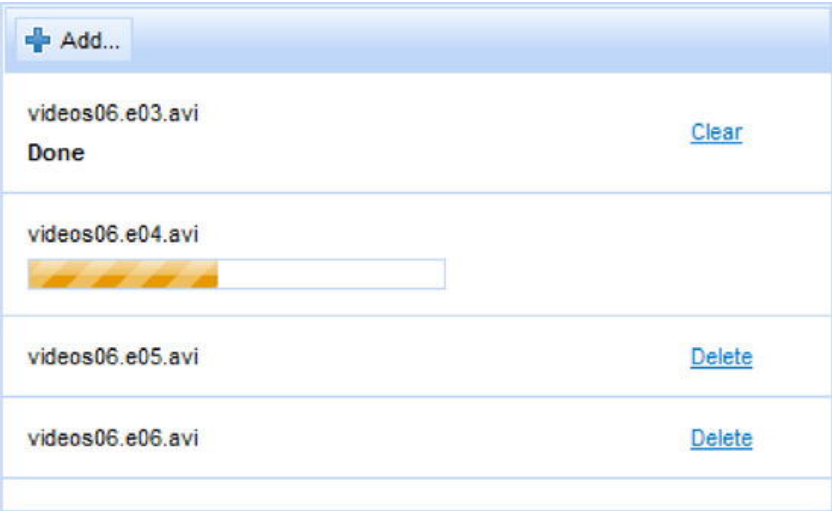 Add...
videos06.e03.avi
Clear
Done
videos06.e04.avi
videos06.e05.avi
Delete
videos06.e06.avi
Delete